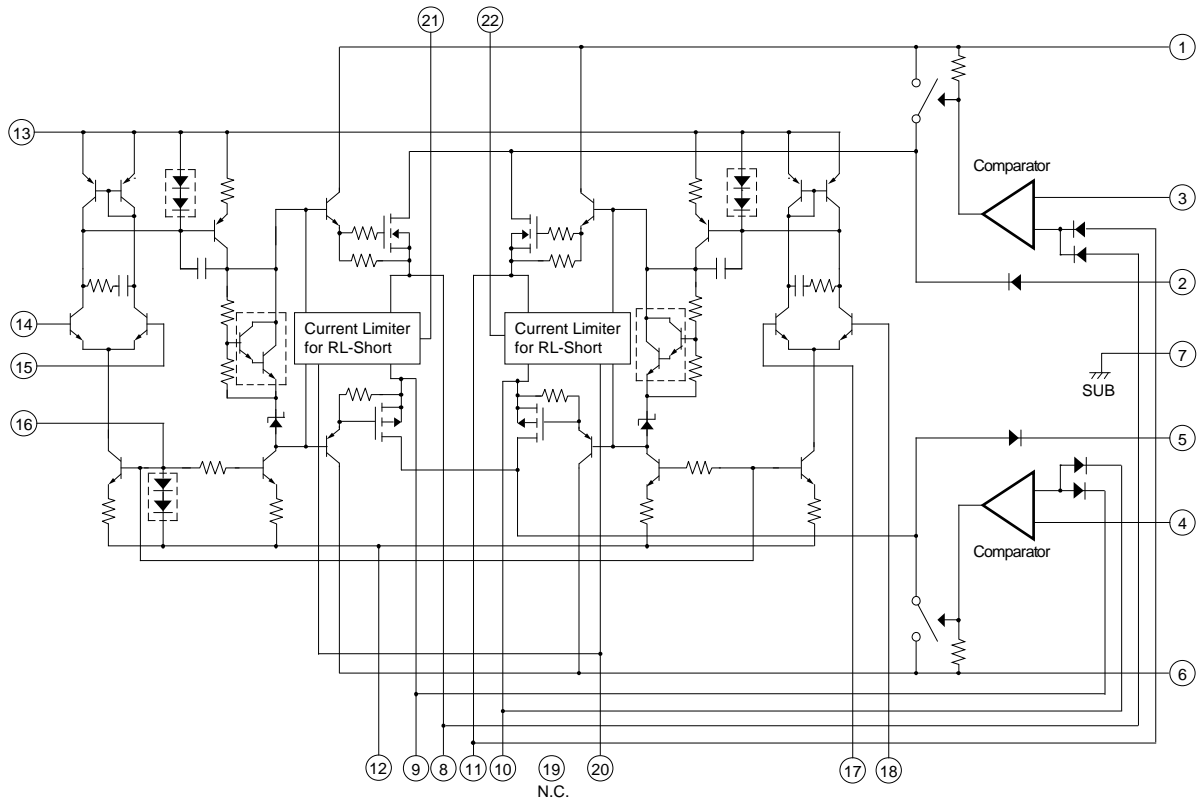 21
22
1
13
Comparator
3
2
14
Current Limiter
for RL-Short
Current Limiter
for RL-Short
18
15
7
SUB
16
5
4
Comparator
6
12
9
8
11
10
19
N.C.
20
17
18